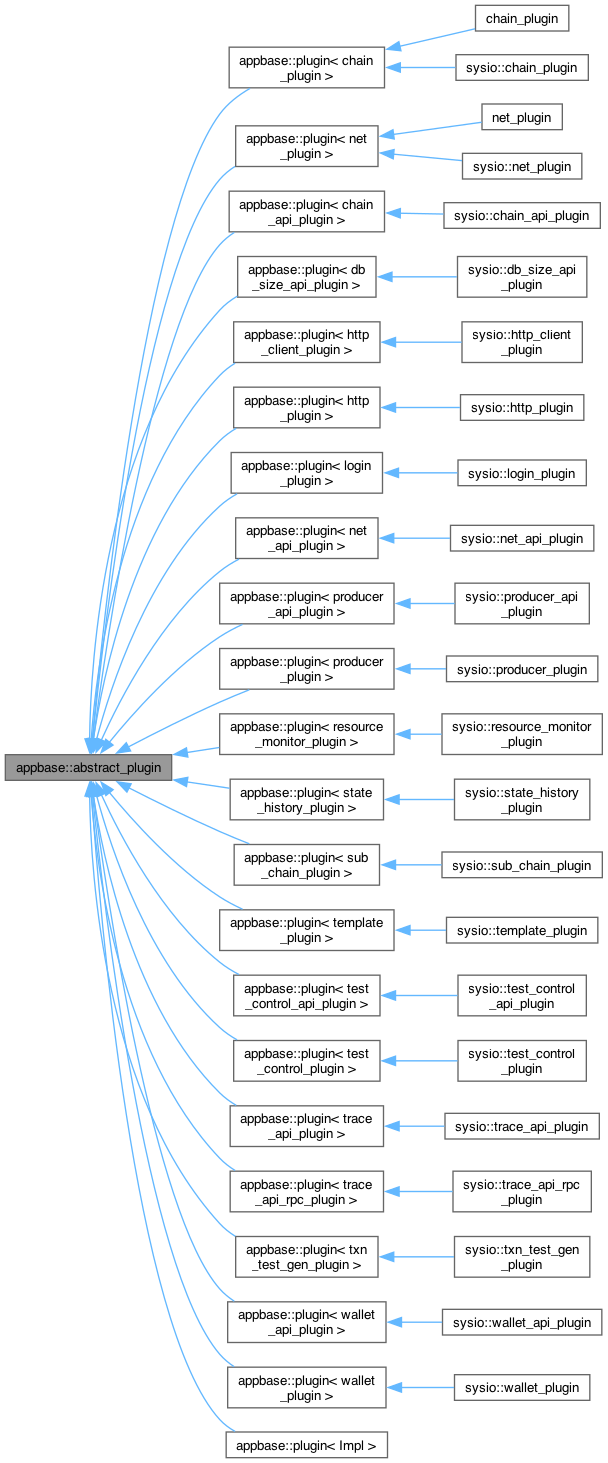 chain_plugin
appbase::plugin< chain
_plugin >
sysio::chain_plugin
net_plugin
appbase::plugin< net
_plugin >
sysio::net_plugin
appbase::plugin< chain
_api_plugin >
sysio::chain_api_plugin
appbase::plugin< db
_size_api_plugin >
sysio::db_size_api
_plugin
appbase::plugin< http
_client_plugin >
sysio::http_client
_plugin
appbase::plugin< http
_plugin >
sysio::http_plugin
appbase::plugin< login
_plugin >
sysio::login_plugin
appbase::plugin< net
_api_plugin >
sysio::net_api_plugin
appbase::plugin< producer
_api_plugin >
sysio::producer_api
_plugin
appbase::plugin< producer
_plugin >
sysio::producer_plugin
appbase::plugin< resource
_monitor_plugin >
sysio::resource_monitor
_plugin
appbase::abstract_plugin
appbase::plugin< state
_history_plugin >
sysio::state_history
_plugin
appbase::plugin< sub
_chain_plugin >
sysio::sub_chain_plugin
appbase::plugin< template
_plugin >
sysio::template_plugin
appbase::plugin< test
_control_api_plugin >
sysio::test_control
_api_plugin
appbase::plugin< test
_control_plugin >
sysio::test_control
_plugin
appbase::plugin< trace
_api_plugin >
sysio::trace_api_plugin
appbase::plugin< trace
_api_rpc_plugin >
sysio::trace_api_rpc
_plugin
appbase::plugin< txn
_test_gen_plugin >
sysio::txn_test_gen
_plugin
appbase::plugin< wallet
_api_plugin >
sysio::wallet_api_plugin
appbase::plugin< wallet
_plugin >
sysio::wallet_plugin
appbase::plugin< Impl >